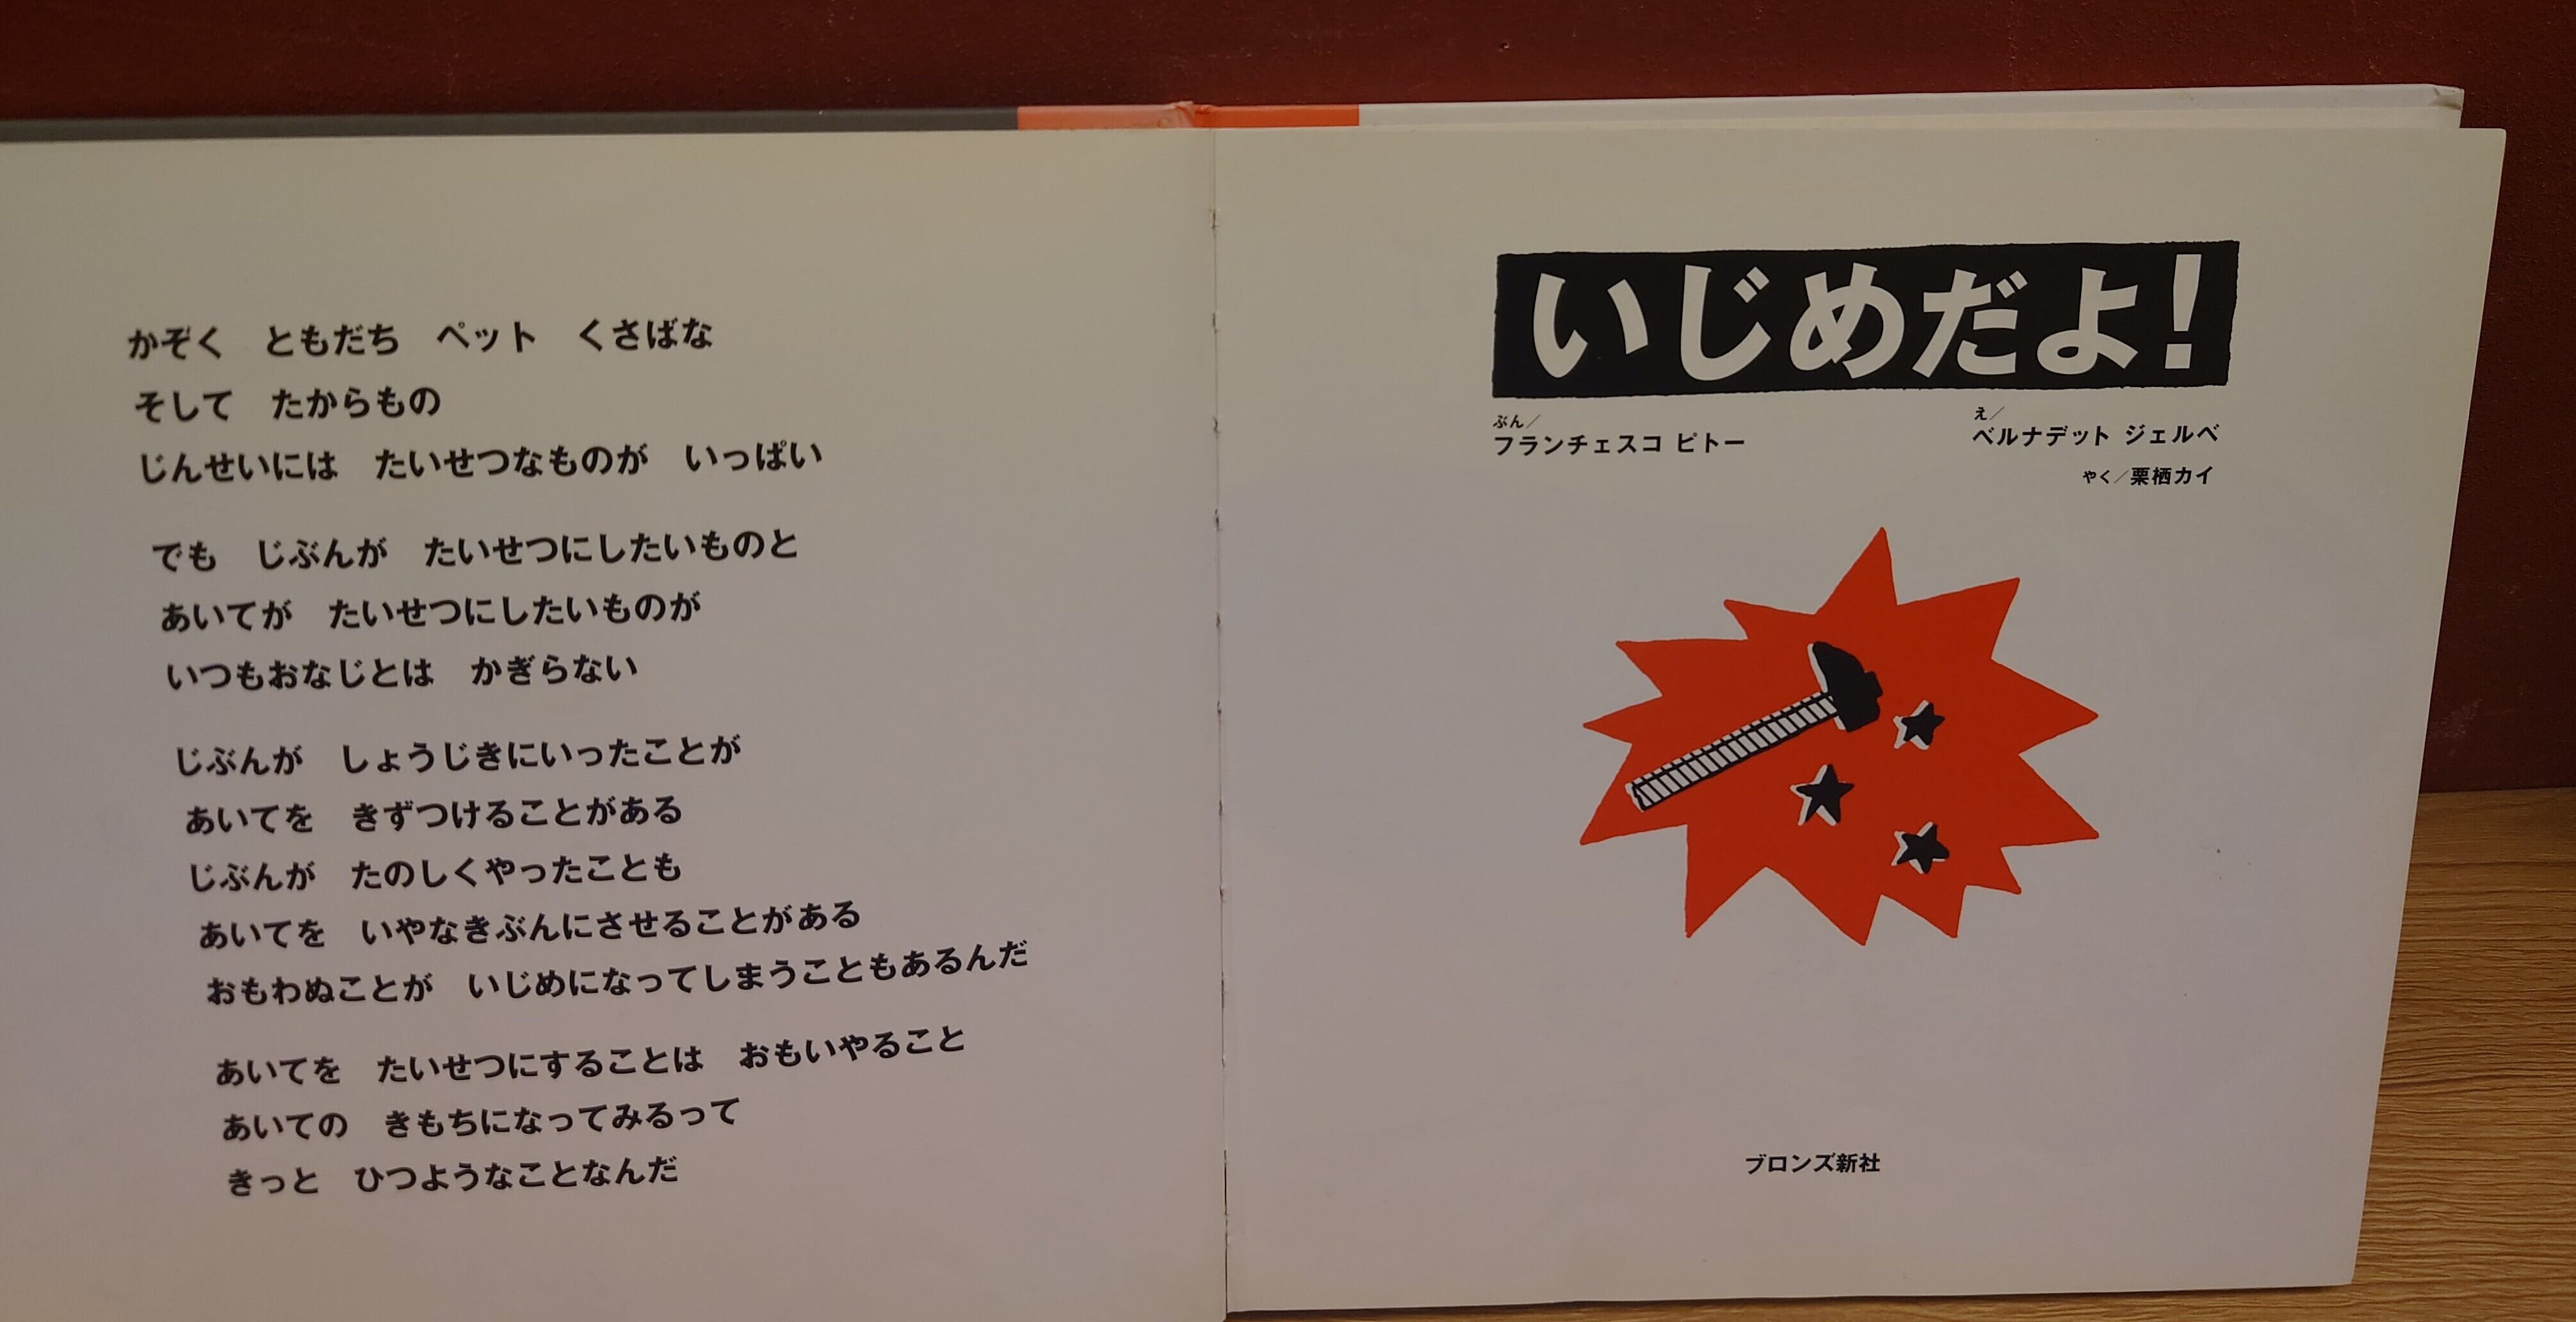 かぞく　ともだち　ペット　くさばな
そして　たからもの
じんせいには　たいせつなものが　いっぱい
でも　じぶんが　たいせつにしたいものと
あいてが　たいせつにしたいものが
いつもおなじとは　かぎらない
じぶんが　しょうじきにいったことが
あいてを　きずつけることがある
じぶんが　たのしくやったことも
あいてを　いやなきぶんにさせることがある
おもわぬことが　いじめになってしまうこともあるんだ
あいてを　たいせつにすることは　おもいやること
あいての　きもちになってみるって
きっと　ひつようなことなんだ
いじめだよ!
ぶん／
フランチェスコ ピトー
え／
ベルナデット ジェルベ
やく／栗栖カイ
ブロンズ新社